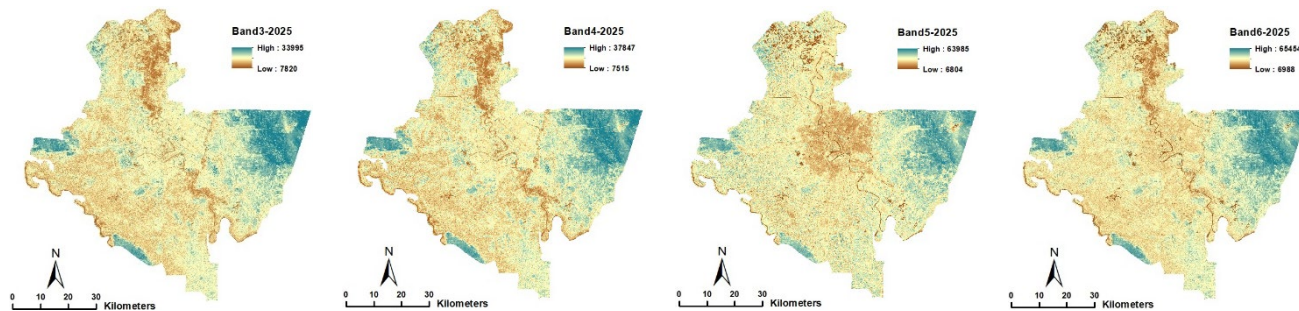 Band3-2025
High : 33995
Low : 7820
N
0 10 20 30
Kilometers
Band4-2025
High : 37847
Low : 7515
N
0 10 20 30
Kilometers
Band5-2025
High : 63985
Low : 6804
N
0 10 20 30
Kilometers
Band6-2025
High : 65454
Low : 6988
N
0 10 20 30
Kilometers